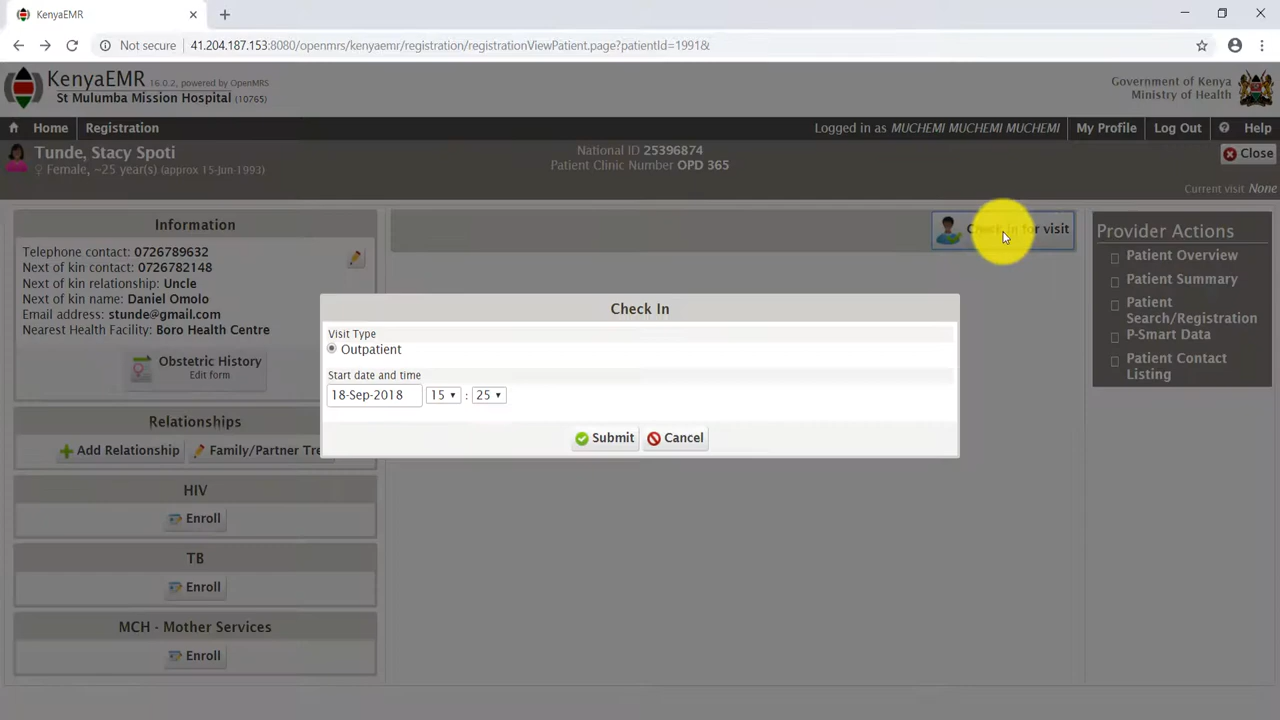 KenyaEMR
Not secure 41.204.187.153:8080/openmrs/kenyaemr/registration/registrationViewPatient.page?patientId=1991&
KenyaEMR 16.0.2, powered by OpenMRS
St Mulumba Mission Hospital (10765)
Government of Kenya
Ministry of Health
Home Registration Logged in as MUCHEMI MUCHEMI MUCHEMI My Profile Log Out Help
Tunde, Stacy Spoti
Female, ~25 year(s) (approx 15-Jun-1993)
National ID 25396874
Patient Clinic Number OPD 365
Close
Current visit None
Information
Telephone contact: 0726789632
Next of kin contact: 0726782148
Next of kin relationship: Uncle
Next of kin name: Daniel Omolo
Email address: stunde@gmail.com
Nearest Health Facility: Boro Health Centre
Obstetric History
Edit form
Relationships
Add Relationship Family/Partner Tre
HIV
Enroll
TB
Enroll
MCH - Mother Services
Enroll
Check in for visit
Check In
Visit Type
Outpatient
Start date and time
18-Sep-2018 15 : 25
Submit Cancel
Provider Actions
Patient Overview
Patient Summary
Patient
Search/Registration
P-Smart Data
Patient Contact
Listing